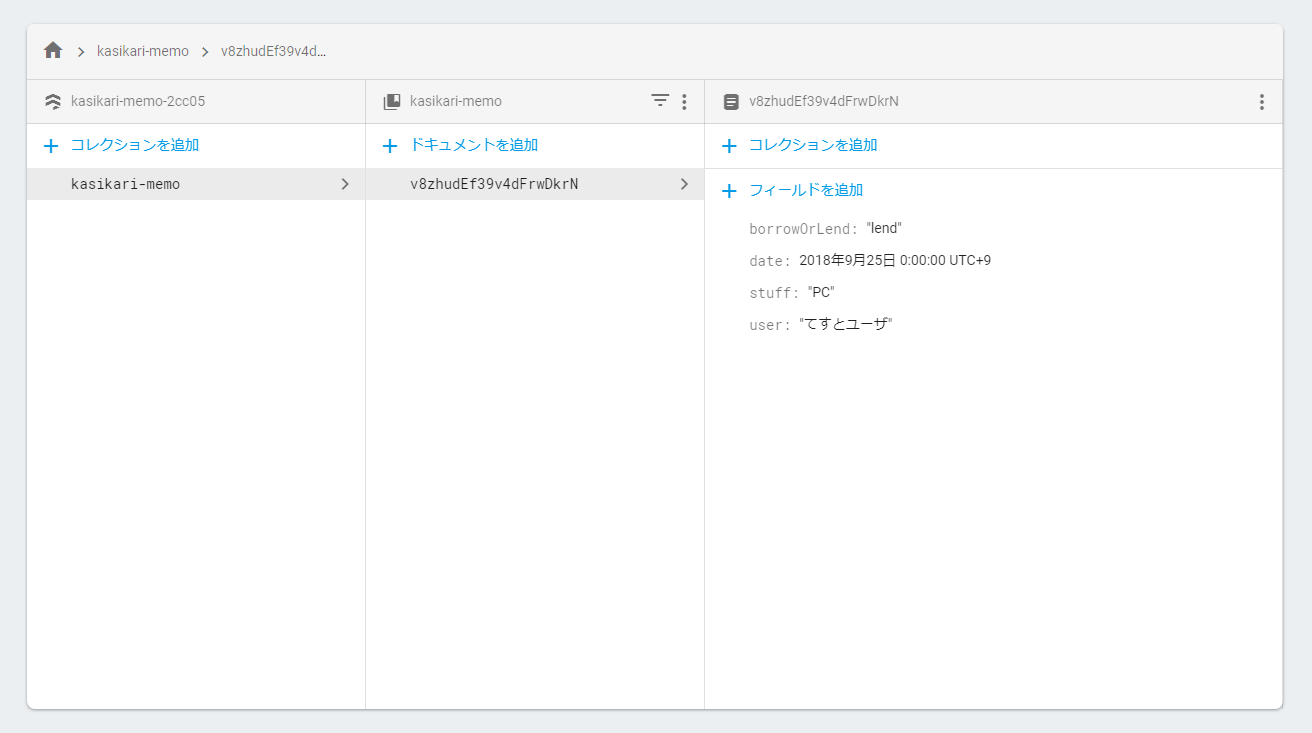 kasikari-memo > v8zhudEf39v4d...
kasikari-memo-2cc05
コレクションを追加
kasikari-memo
kasikari-memo
ドキュメントを追加
v8zhudEf39v4dFrwDkrN
v8zhudEf39v4dFrwDkrN
コレクションを追加
フィールドを追加
borrowOrLend: "lend"
date: 2018年9月25日 0:00:00 UTC+9
stuff: "PC"
user: "てすとユーザ"